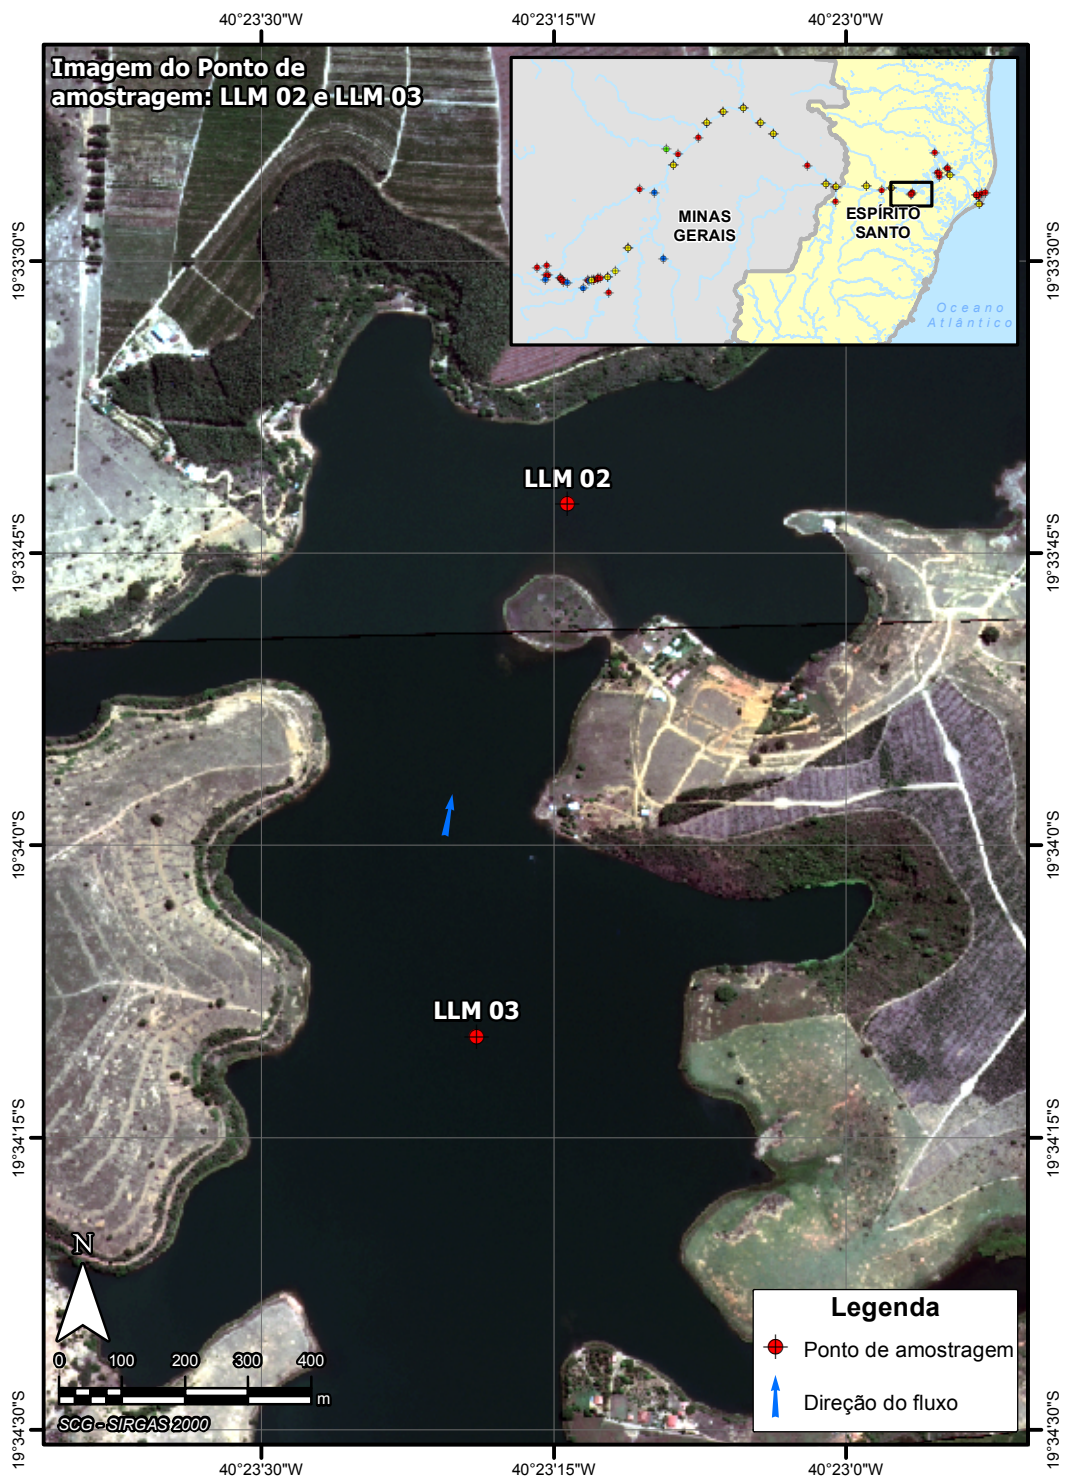 40°23'30"W
40°23'15"W
40°23'0"W
Imagem do Ponto de
amostragem: LLM 02 e LLM 03
MINAS
GERAIS
ESPÍRITO
SANTO
Oceano
Atlântico
19°33'30"S
19°33'30"S
LLM 02
19°33'45"S
19°33'45"S
19°34'0"S
19°34'0"S
LLM 03
19°34'15"S
19°34'15"S
N
0 100 200 300 400
m
SCG - SIRGAS 2000
Legenda
Ponto de amostragem
Direção do fluxo
19°34'30"S
19°34'30"S
40°23'30"W
40°23'15"W
40°23'0"W